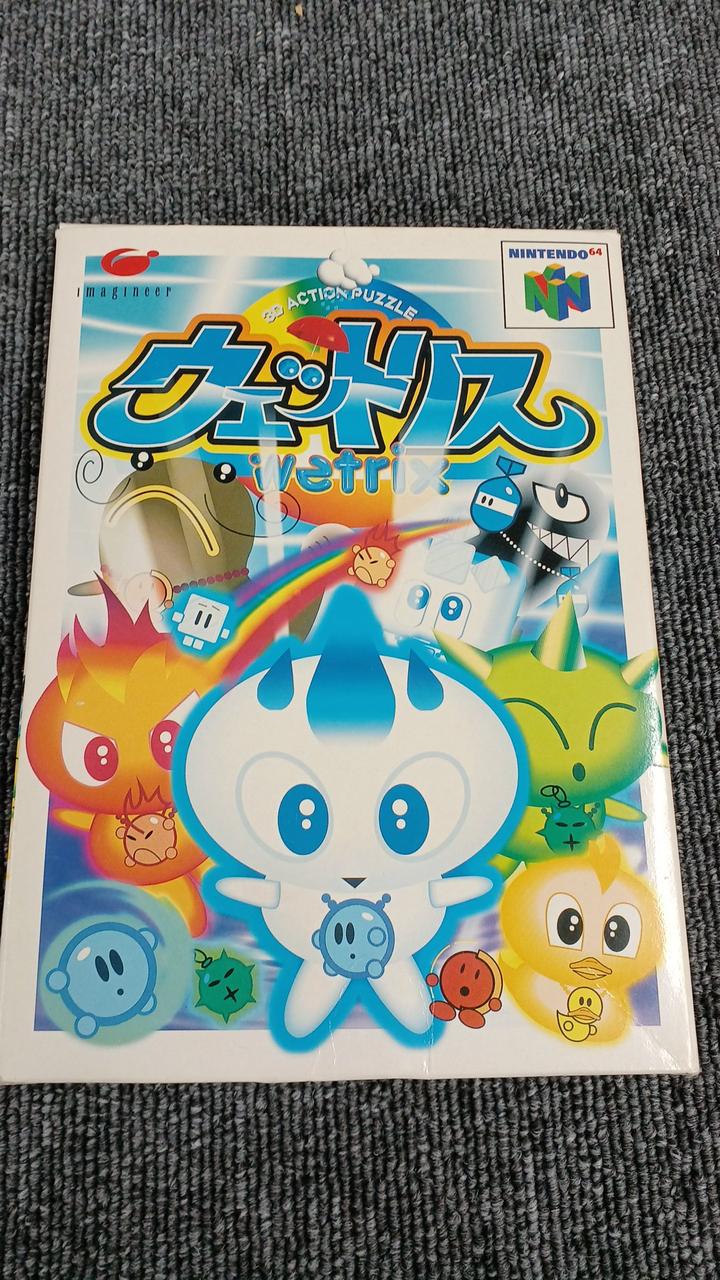 imagineer
NINTENDO64
3D ACTION PUZZLE
ウェットリス
wetrix